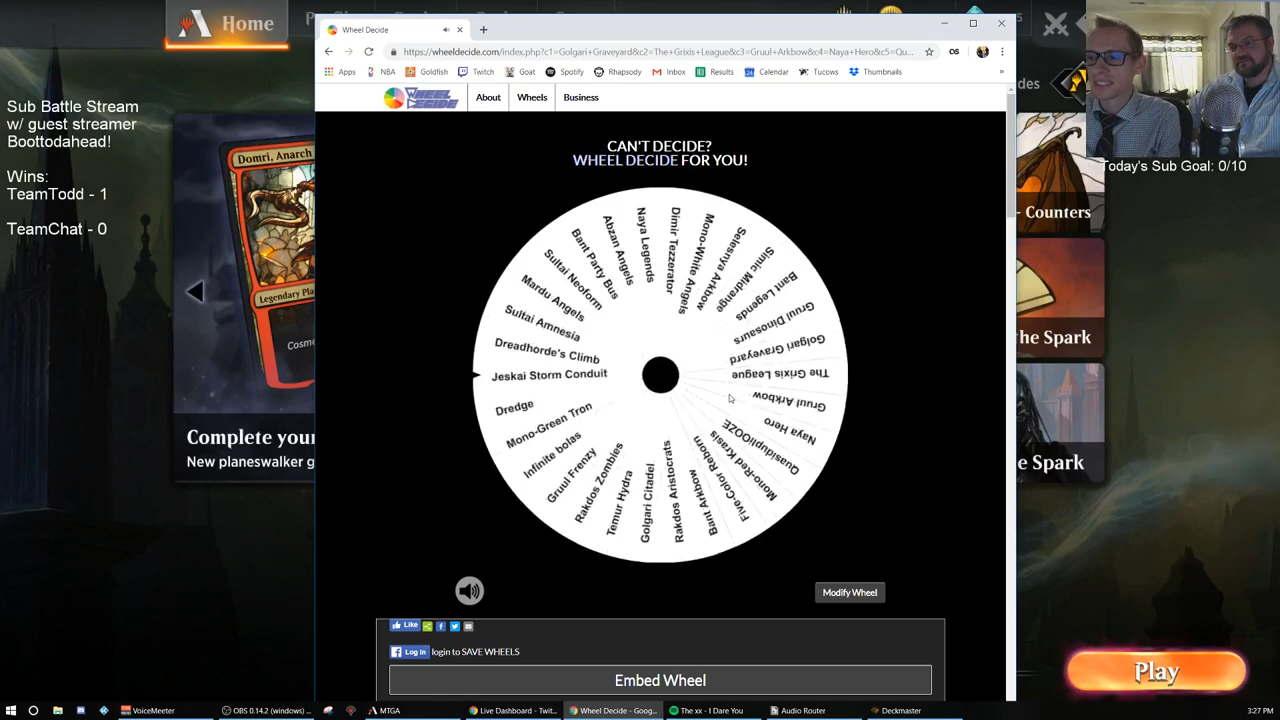 Home
Sub Battle Stream
w/ guest streamer
Boottodahead!
Wins:
TeamTodd - 1
TeamChat - 0
Domri, Anarch
Legendary Plan
Cosme
Complete your
New planeswalker g
Wheel Decide
https://wheeldecide.com/index.php?c1=Golgari+Graveyard&c2=The+Grixis+League&c3=Gruul+Arkbow&c4=Naya+Hero&c5=Qu...
OS
Apps
NBA
Goldfish
Twitch
Goat
Spotify
Rhapsody
Inbox
Results
Calendar
Tucows
Thumbnails
»
WHEEL DECIDE
About
Wheels
Business
CAN'T DECIDE?
WHEEL DECIDE FOR YOU!
Jeskai Storm Conduit
Dreadhorde's Climb
Sultai Amnesia
Mardu Angels
Sultai Neoform
Bant Party Bus
Abzan Angels
Naya Legends
Dimir Tezzerator
Mono-White Angels
Selesnya Arkbow
Simic Midrange
Bant Legends
Gruul Dinosaurs
Golgari Graveyard
The Grixis League
Gruul Arkbow
Naya Hero
QuasidupliOOZE
Mono-Red Krasis
Five-Color Reborn
Bant Arkbow
Rakdos Aristocrats
Golgari Citadel
Temur Hydra
Rakdos Zombies
Gruul Frenzy
Infinite bolas
Mono-Green Tron
Dredge
Modify Wheel
Like
Log in
login to SAVE WHEELS
Embed Wheel
Today's Sub Goal: 0/10
des
- Counters
he Spark
e Spark
Play
VoiceMeeter
OBS 0.14.2 (windows) ...
MTGA
Live Dashboard - Twit...
Wheel Decide - Goog...
The xx - I Dare You
Audio Router
Deckmaster
3:27 PM